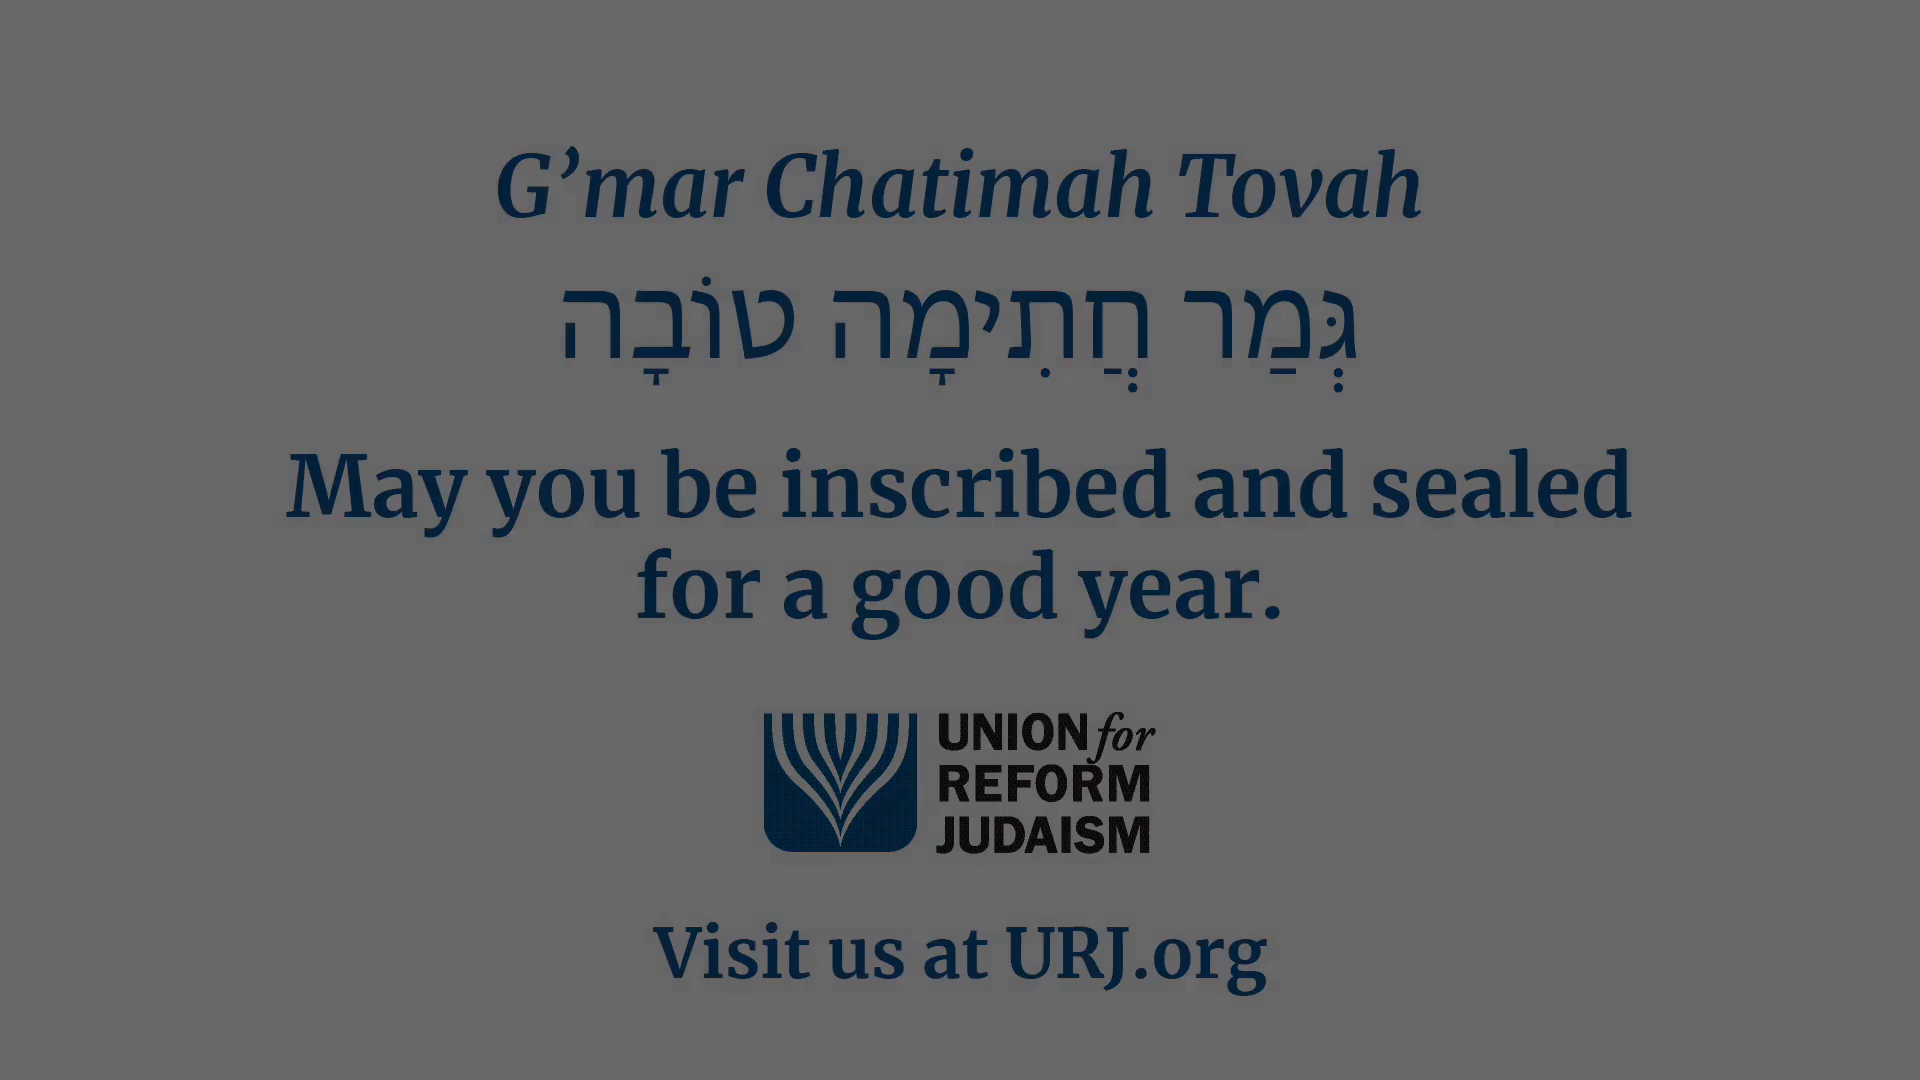 G’mar Chatimah Tovah
גְּמַר חֲתִימָה טוֹבָה
May you be inscribed and sealed
for a good year.
UNION for
REFORM
JUDAISM
Visit us at URJ.org